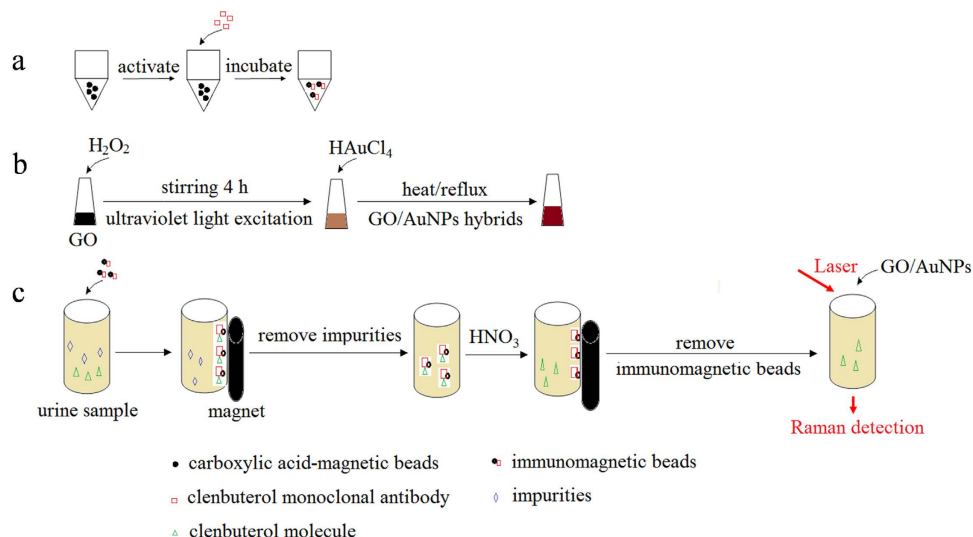 a
activate
incubate
b
H₂O₂
HAuCl₄
stirring 4 h
heat/reflux
ultraviolet light excitation
GO/AuNPs hybrids
GO
c
Laser
GO/AuNPs
remove impurities
HNO₃
remove
immunomagnetic beads
urine sample
magnet
Raman detection
carboxylic acid-magnetic beads
immunomagnetic beads
clenbuterol monoclonal antibody
impurities
clenbuterol molecule